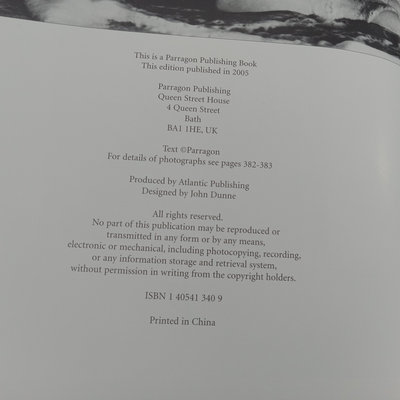 This is a Parragon Publishing Book
This edition published in 2005
Parragon Publishing
Queen Street House
4 Queen Street
Bath
BA1 1HE, UK
Text ©Parragon
For details of photographs see pages 382-383
Produced by Atlantic Publishing
Designed by John Dunne
All rights reserved.
No part of this publication may be reproduced or
transmitted in any form or by any means,
electronic or mechanical, including photocopying, recording,
or any information storage and retrieval system,
without permission in writing from the copyright holders.
ISBN 1 40541 340 9
Printed in China